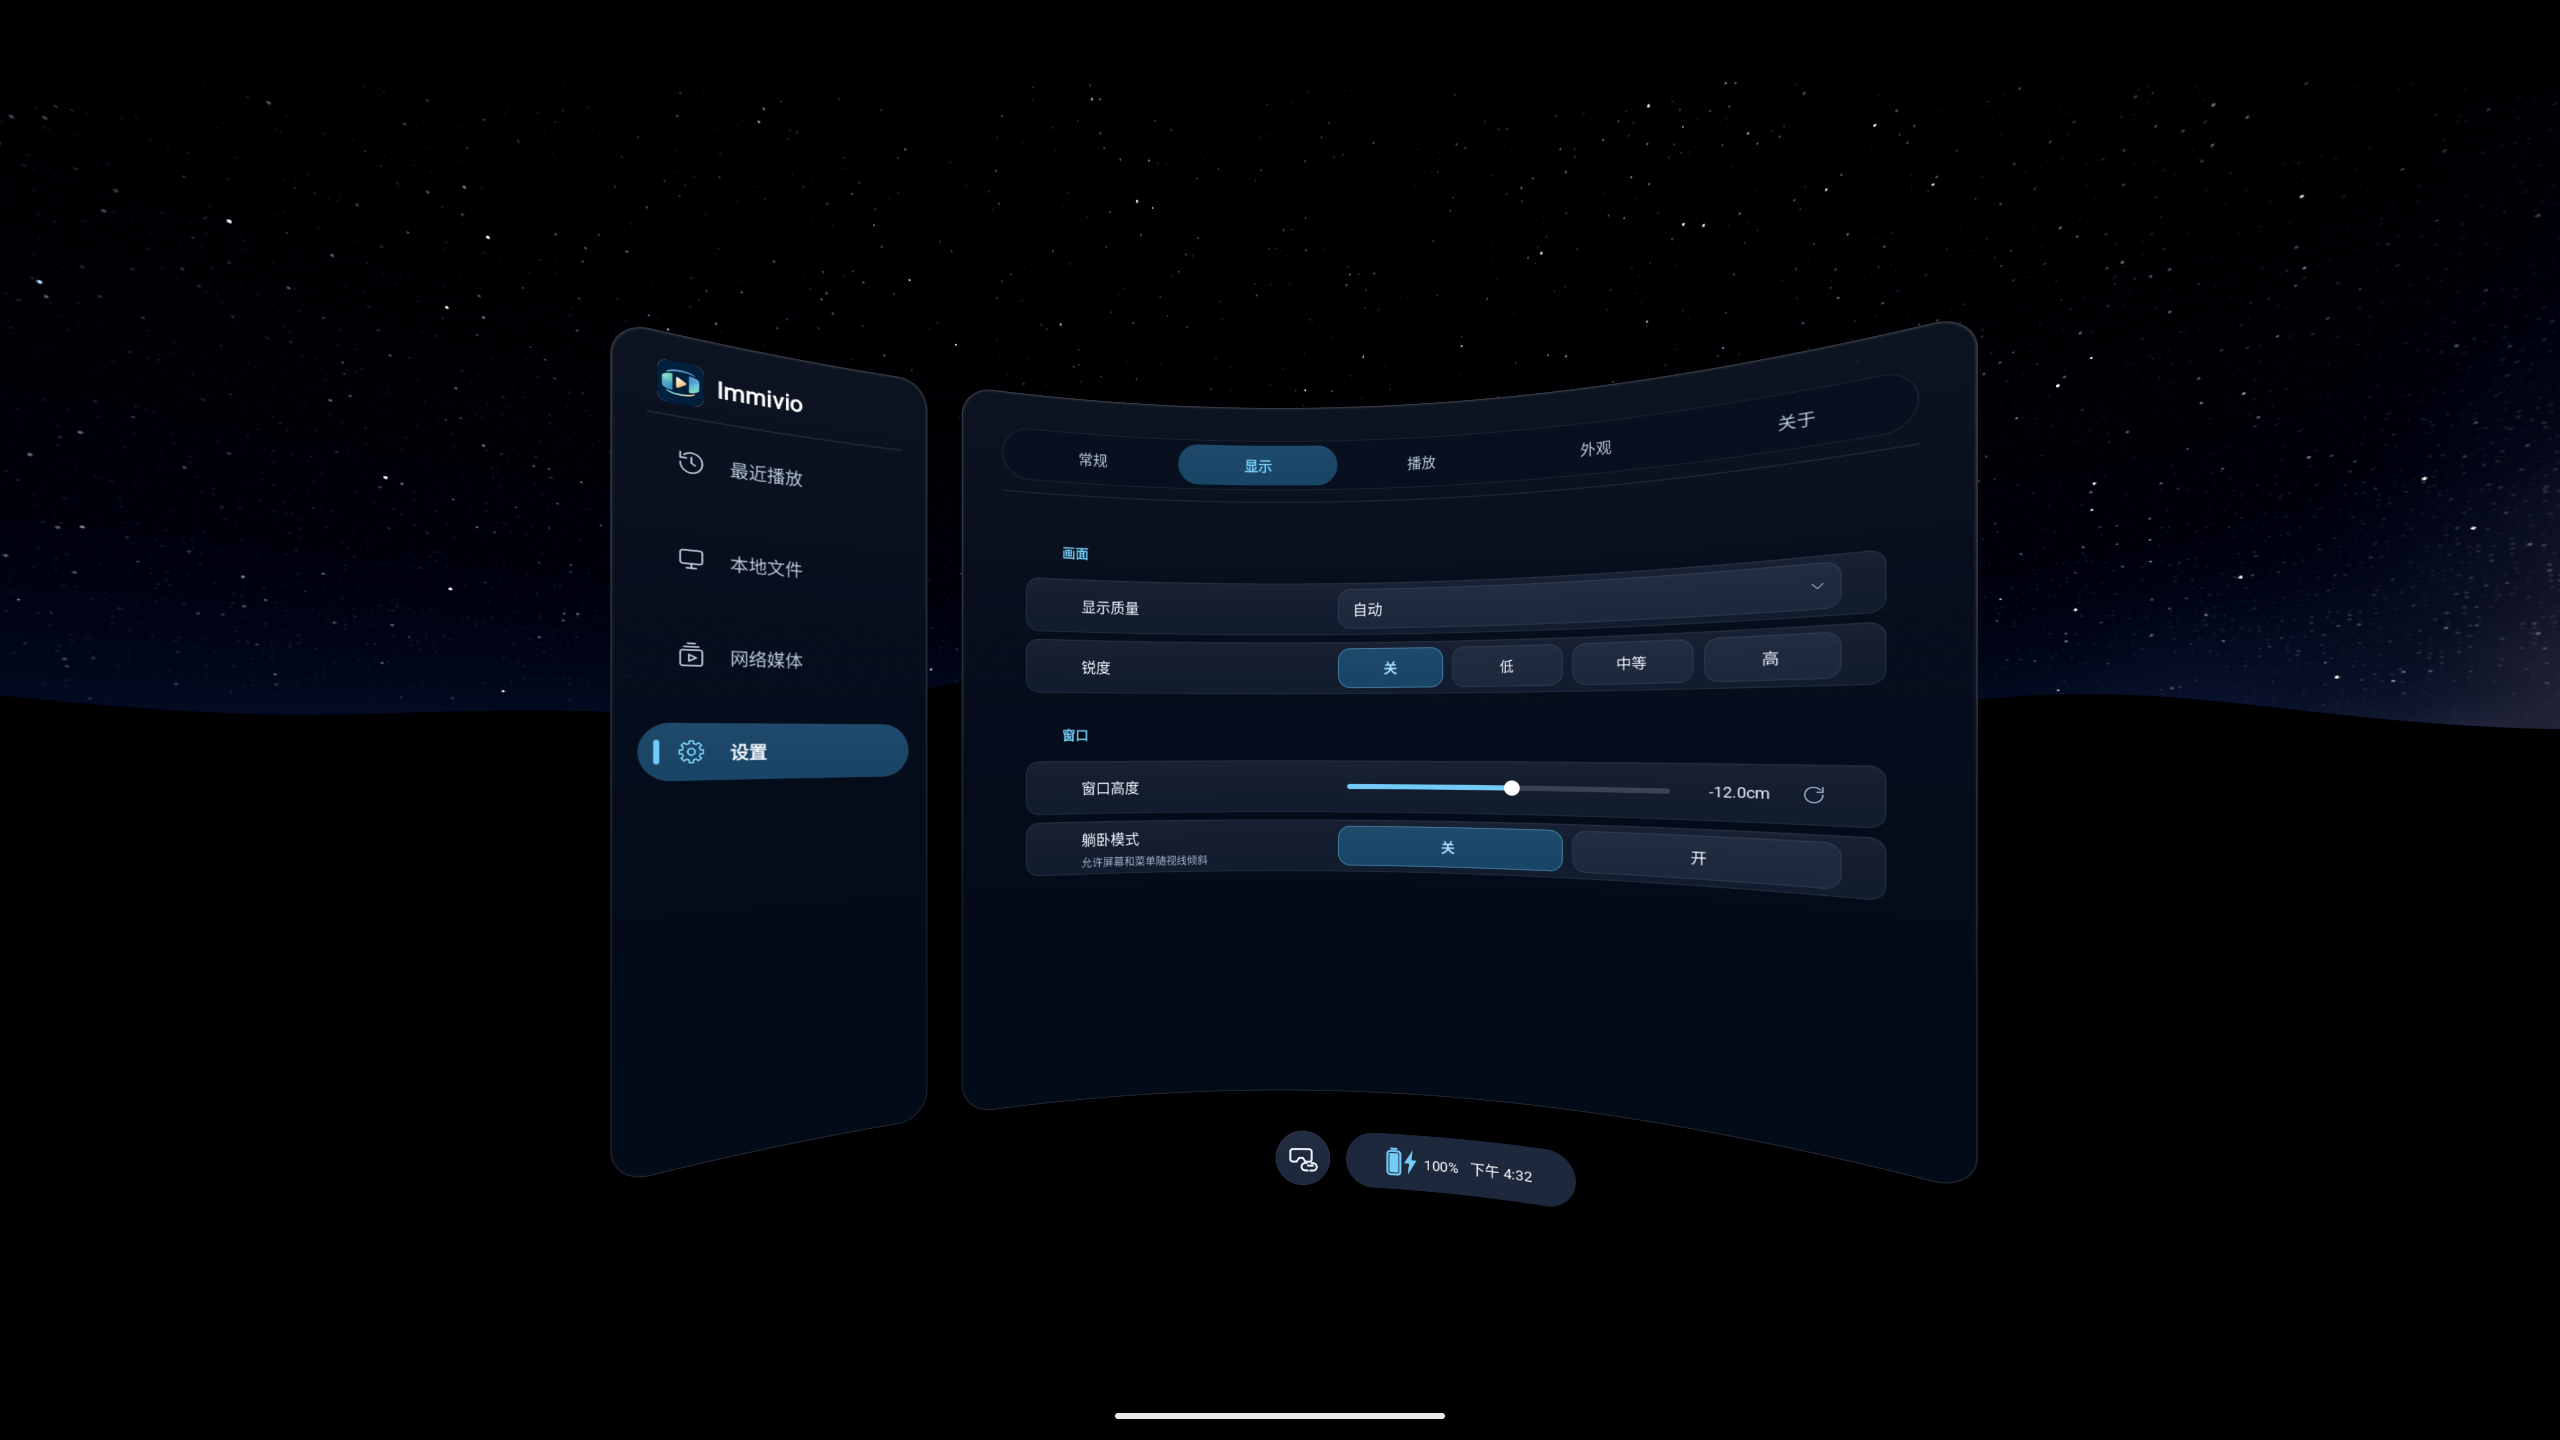 Immivio
最近播放
本地文件
网络媒体
设置
常规
显示
播放
外观
关于
画面
显示质量
自动
锐度
关
低
中等
高
窗口
窗口高度
-12.0cm
躺卧模式
允许屏幕和菜单随视线倾斜
关
开
100%
下午 4:32